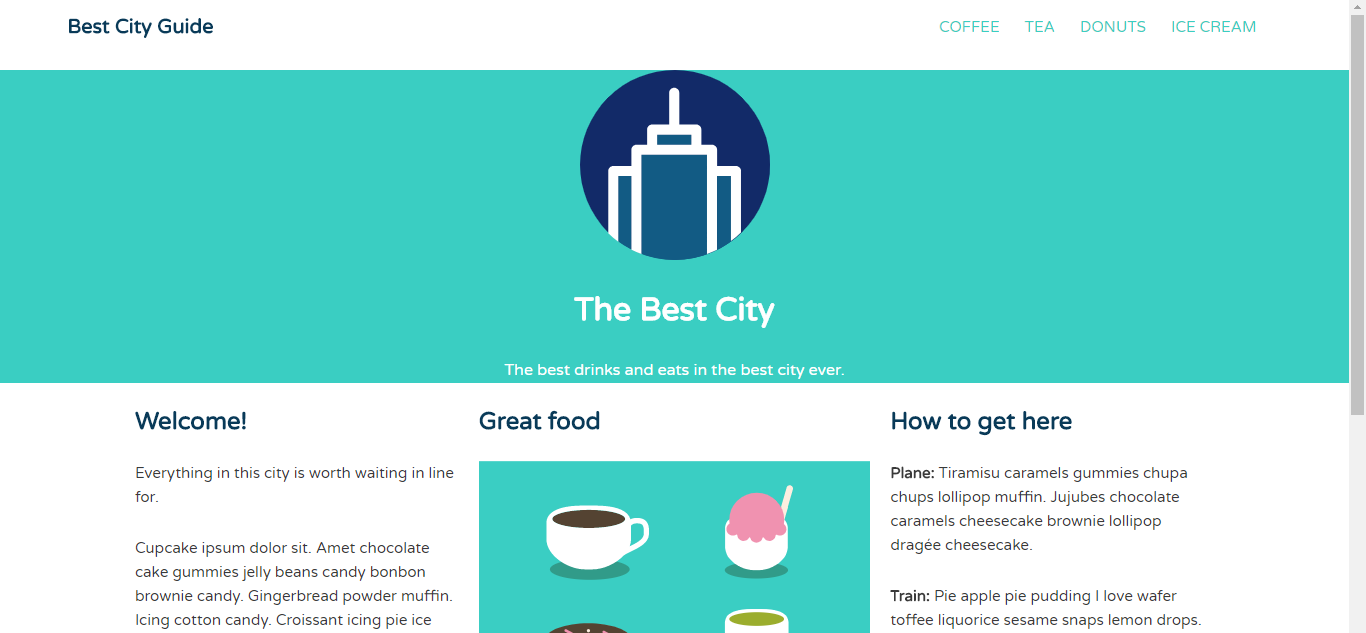 Best City Guide
COFFEE TEA DONUTS ICE CREAM
The Best City
The best drinks and eats in the best city ever.
Welcome!
Everything in this city is worth waiting in line
for.
Cupcake ipsum dolor sit. Amet chocolate
cake gummies jelly beans candy bonbon
brownie candy. Gingerbread powder muffin.
Icing cotton candy. Croissant icing pie ice
Great food
How to get here
Plane: Tiramisu caramels gummies chupa
chups lollipop muffin. Jujubes chocolate
caramels cheesecake brownie lollipop
dragée cheesecake.
Train: Pie apple pie pudding I love wafer
toffee liquorice sesame snaps lemon drops.